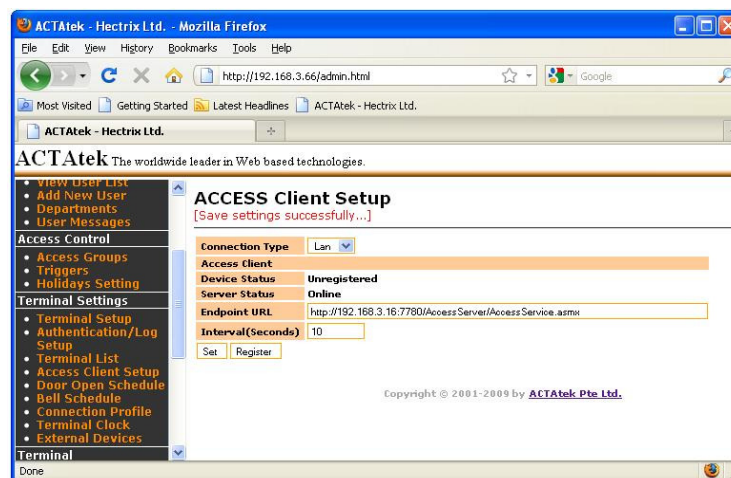 ACTAtek - Hectrix Ltd. - Mozilla Firefox
File Edit View History Bookmarks Tools Help
http://192.168.3.66/admin.html
Google
Most Visited Getting Started Latest Headlines ACTAtek - Hectrix Ltd.
ACTAtek - Hectrix Ltd.
ACTAtek The worldwide leader in Web based technologies.
View User List
Add New User
Departments
User Messages
Access Control
Access Groups
Triggers
Holidays Setting
Terminal Settings
Terminal Setup
Authentication/Log
Setup
Terminal List
Access Client Setup
Door Open Schedule
Bell Schedule
Connection Profile
Terminal Clock
External Devices
Terminal
ACCESS Client Setup
[Save settings successfully...]
Connection Type Lan
Access Client
Device Status Unregistered
Server Status Online
Endpoint URL http://192.168.3.16:7780/AccessServer/AccessService.asmx
Interval(Seconds) 10
Set Register
Copyright © 2001-2009 by ACTAtek Pte Ltd.
Done